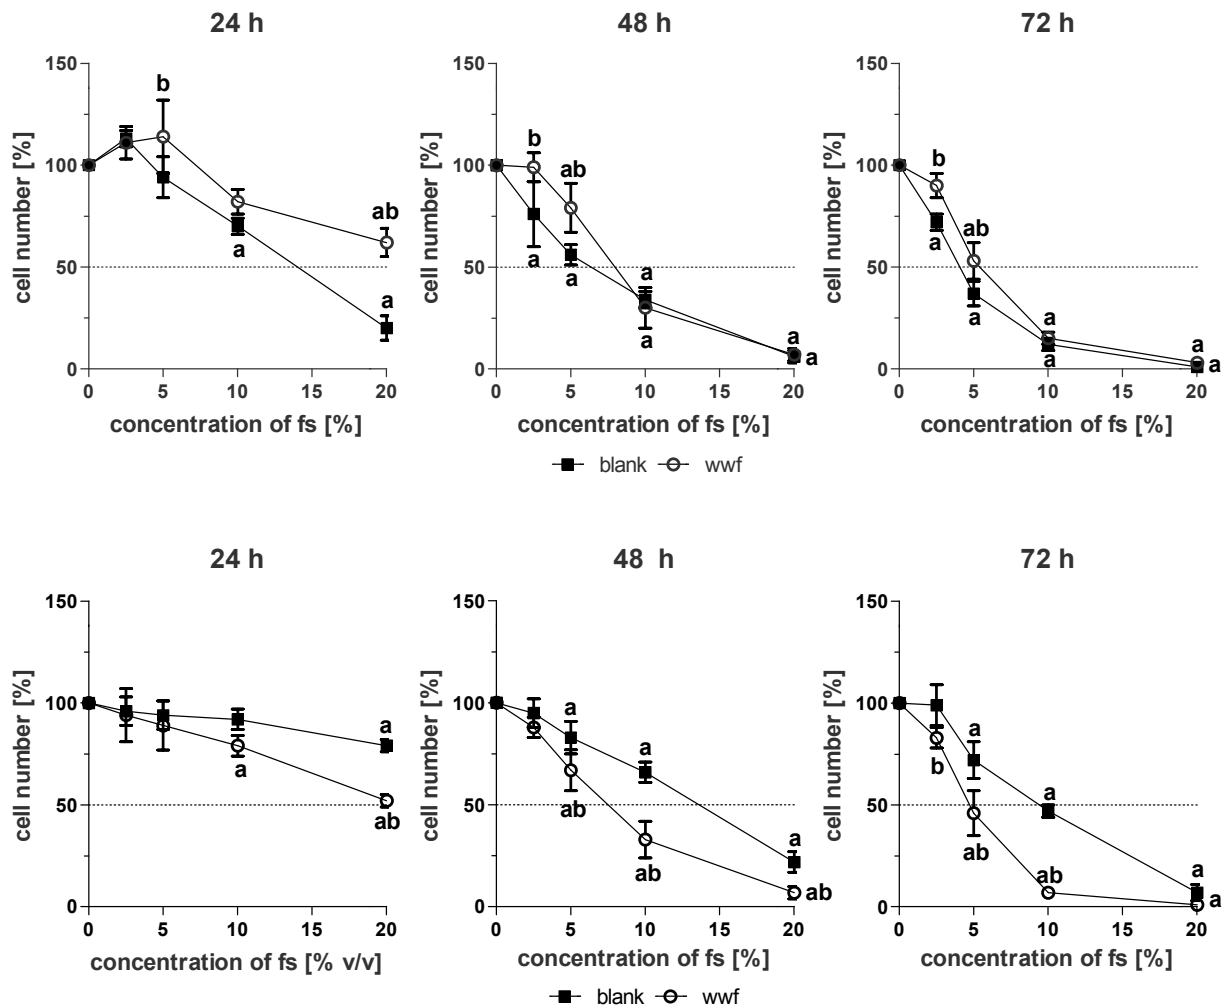 24 h 48 h 72 h
150 150 150
b
b b
ab ab
100 100 100
ab ab
cell number [%] cell number [%] cell number [%]
a a
a a a
50 50 50
a a a a
a a a a
a a
0 0 0
0 5 10 15 20 0 5 10 15 20 0 5 10 15 20
concentration of fs [%] concentration of fs [%] concentration of fs [%]
blank wwf
24 h 48 h 72 h
150 150 150
100 100 100
cell number [%] cell number [%] cell number [%]
a a a a
a b a
50 50 50
ab ab ab
ab ab a a
ab a
0 0 0
0 5 10 15 20 0 5 10 15 20 0 5 10 15 20
concentration of fs [% v/v] concentration of fs [%] concentration of fs [%]
blank wwf